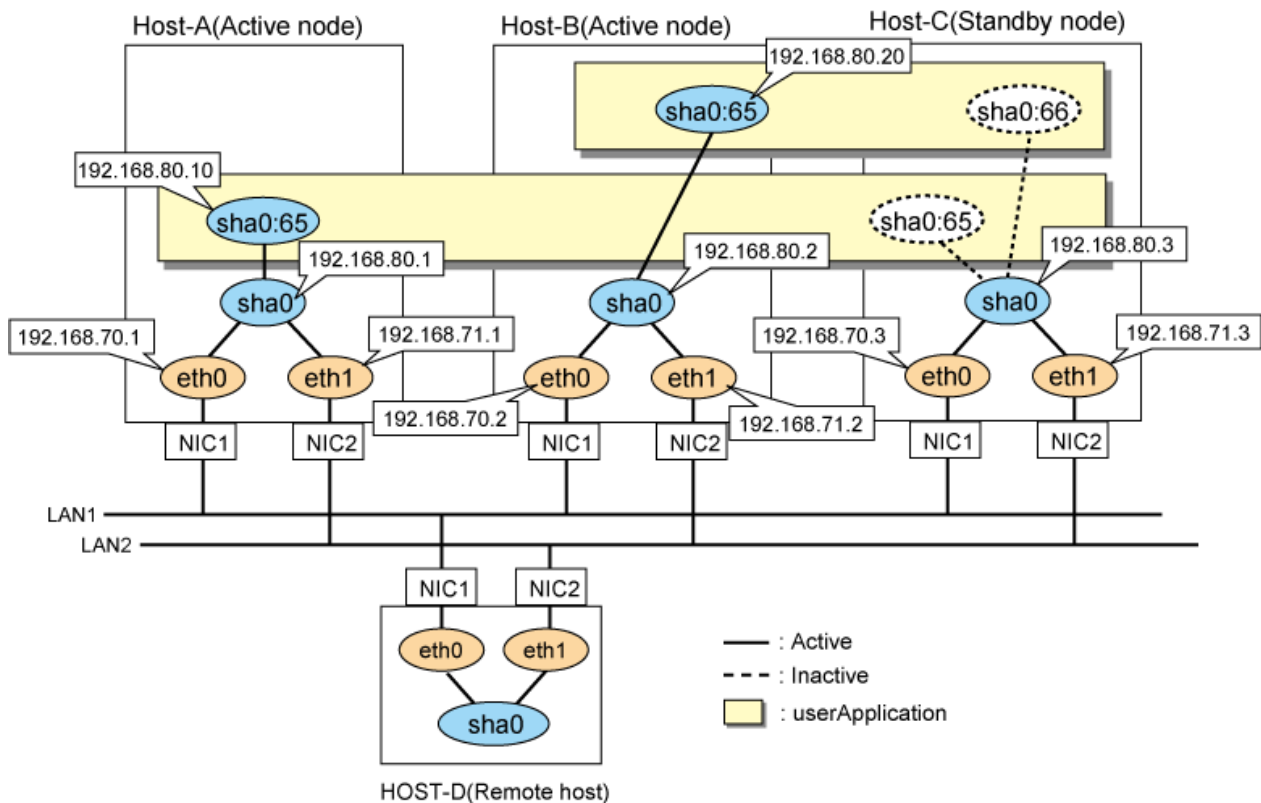 Host-A(Active node)
Host-B(Active node)
Host-C(Standby node)
192.168.80.20
sha0:65
sha0:66
192.168.80.10
sha0:65
sha0:65
192.168.80.1
192.168.80.2
192.168.80.3
sha0
sha0
sha0
192.168.70.1
192.168.71.1
192.168.70.3
192.168.71.3
eth0
eth1
eth0
eth1
eth0
eth1
192.168.70.2
192.168.71.2
NIC1
NIC2
NIC1
NIC2
NIC1
NIC2
LAN1
LAN2
NIC1
NIC2
eth0
eth1
sha0
HOST-D(Remote host)
: Active
: Inactive
: userApplication